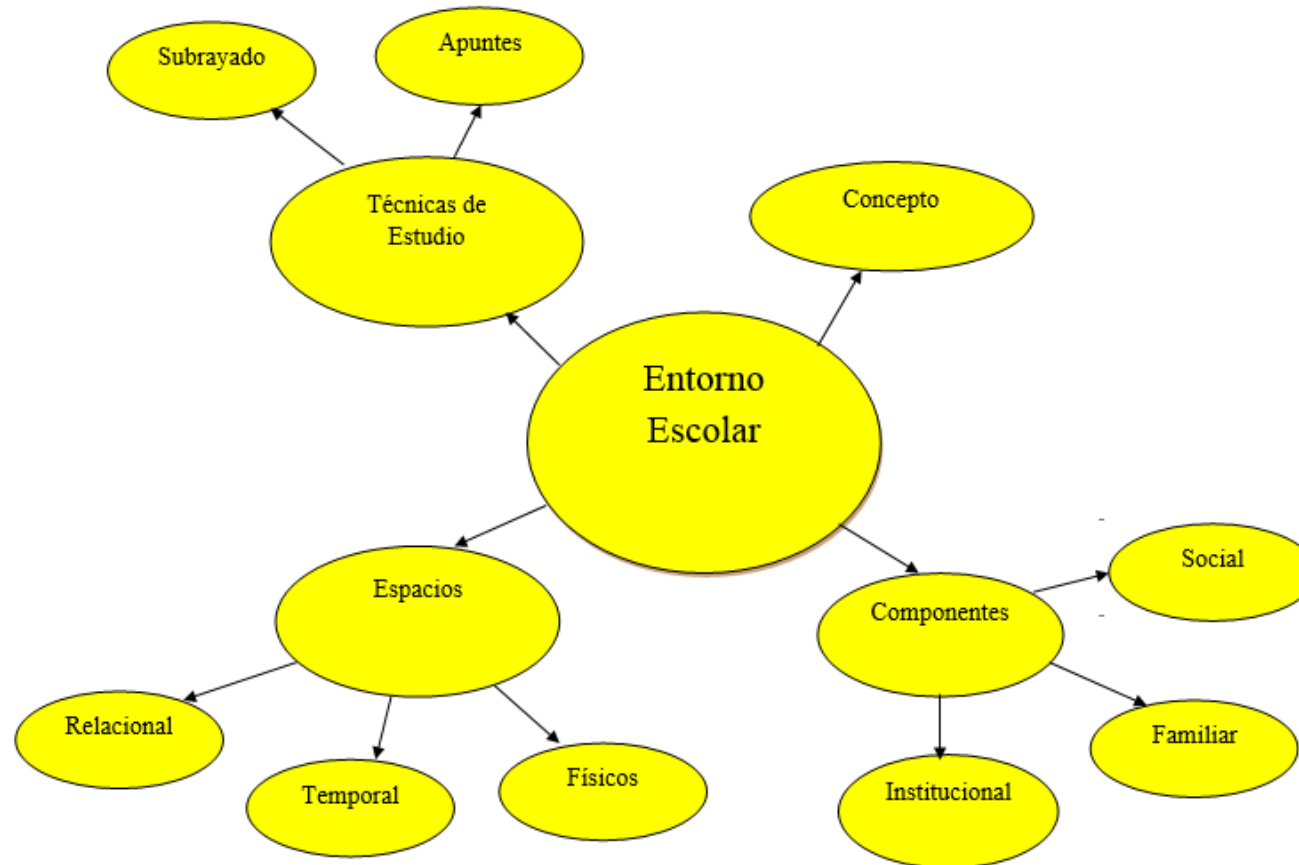 Subrayado
Apuntes
Técnicas de
Estudio
Concepto
Entorno
Escolar
Espacios
Componentes
Social
Relacional
Temporal
Físicos
Institucional
Familiar